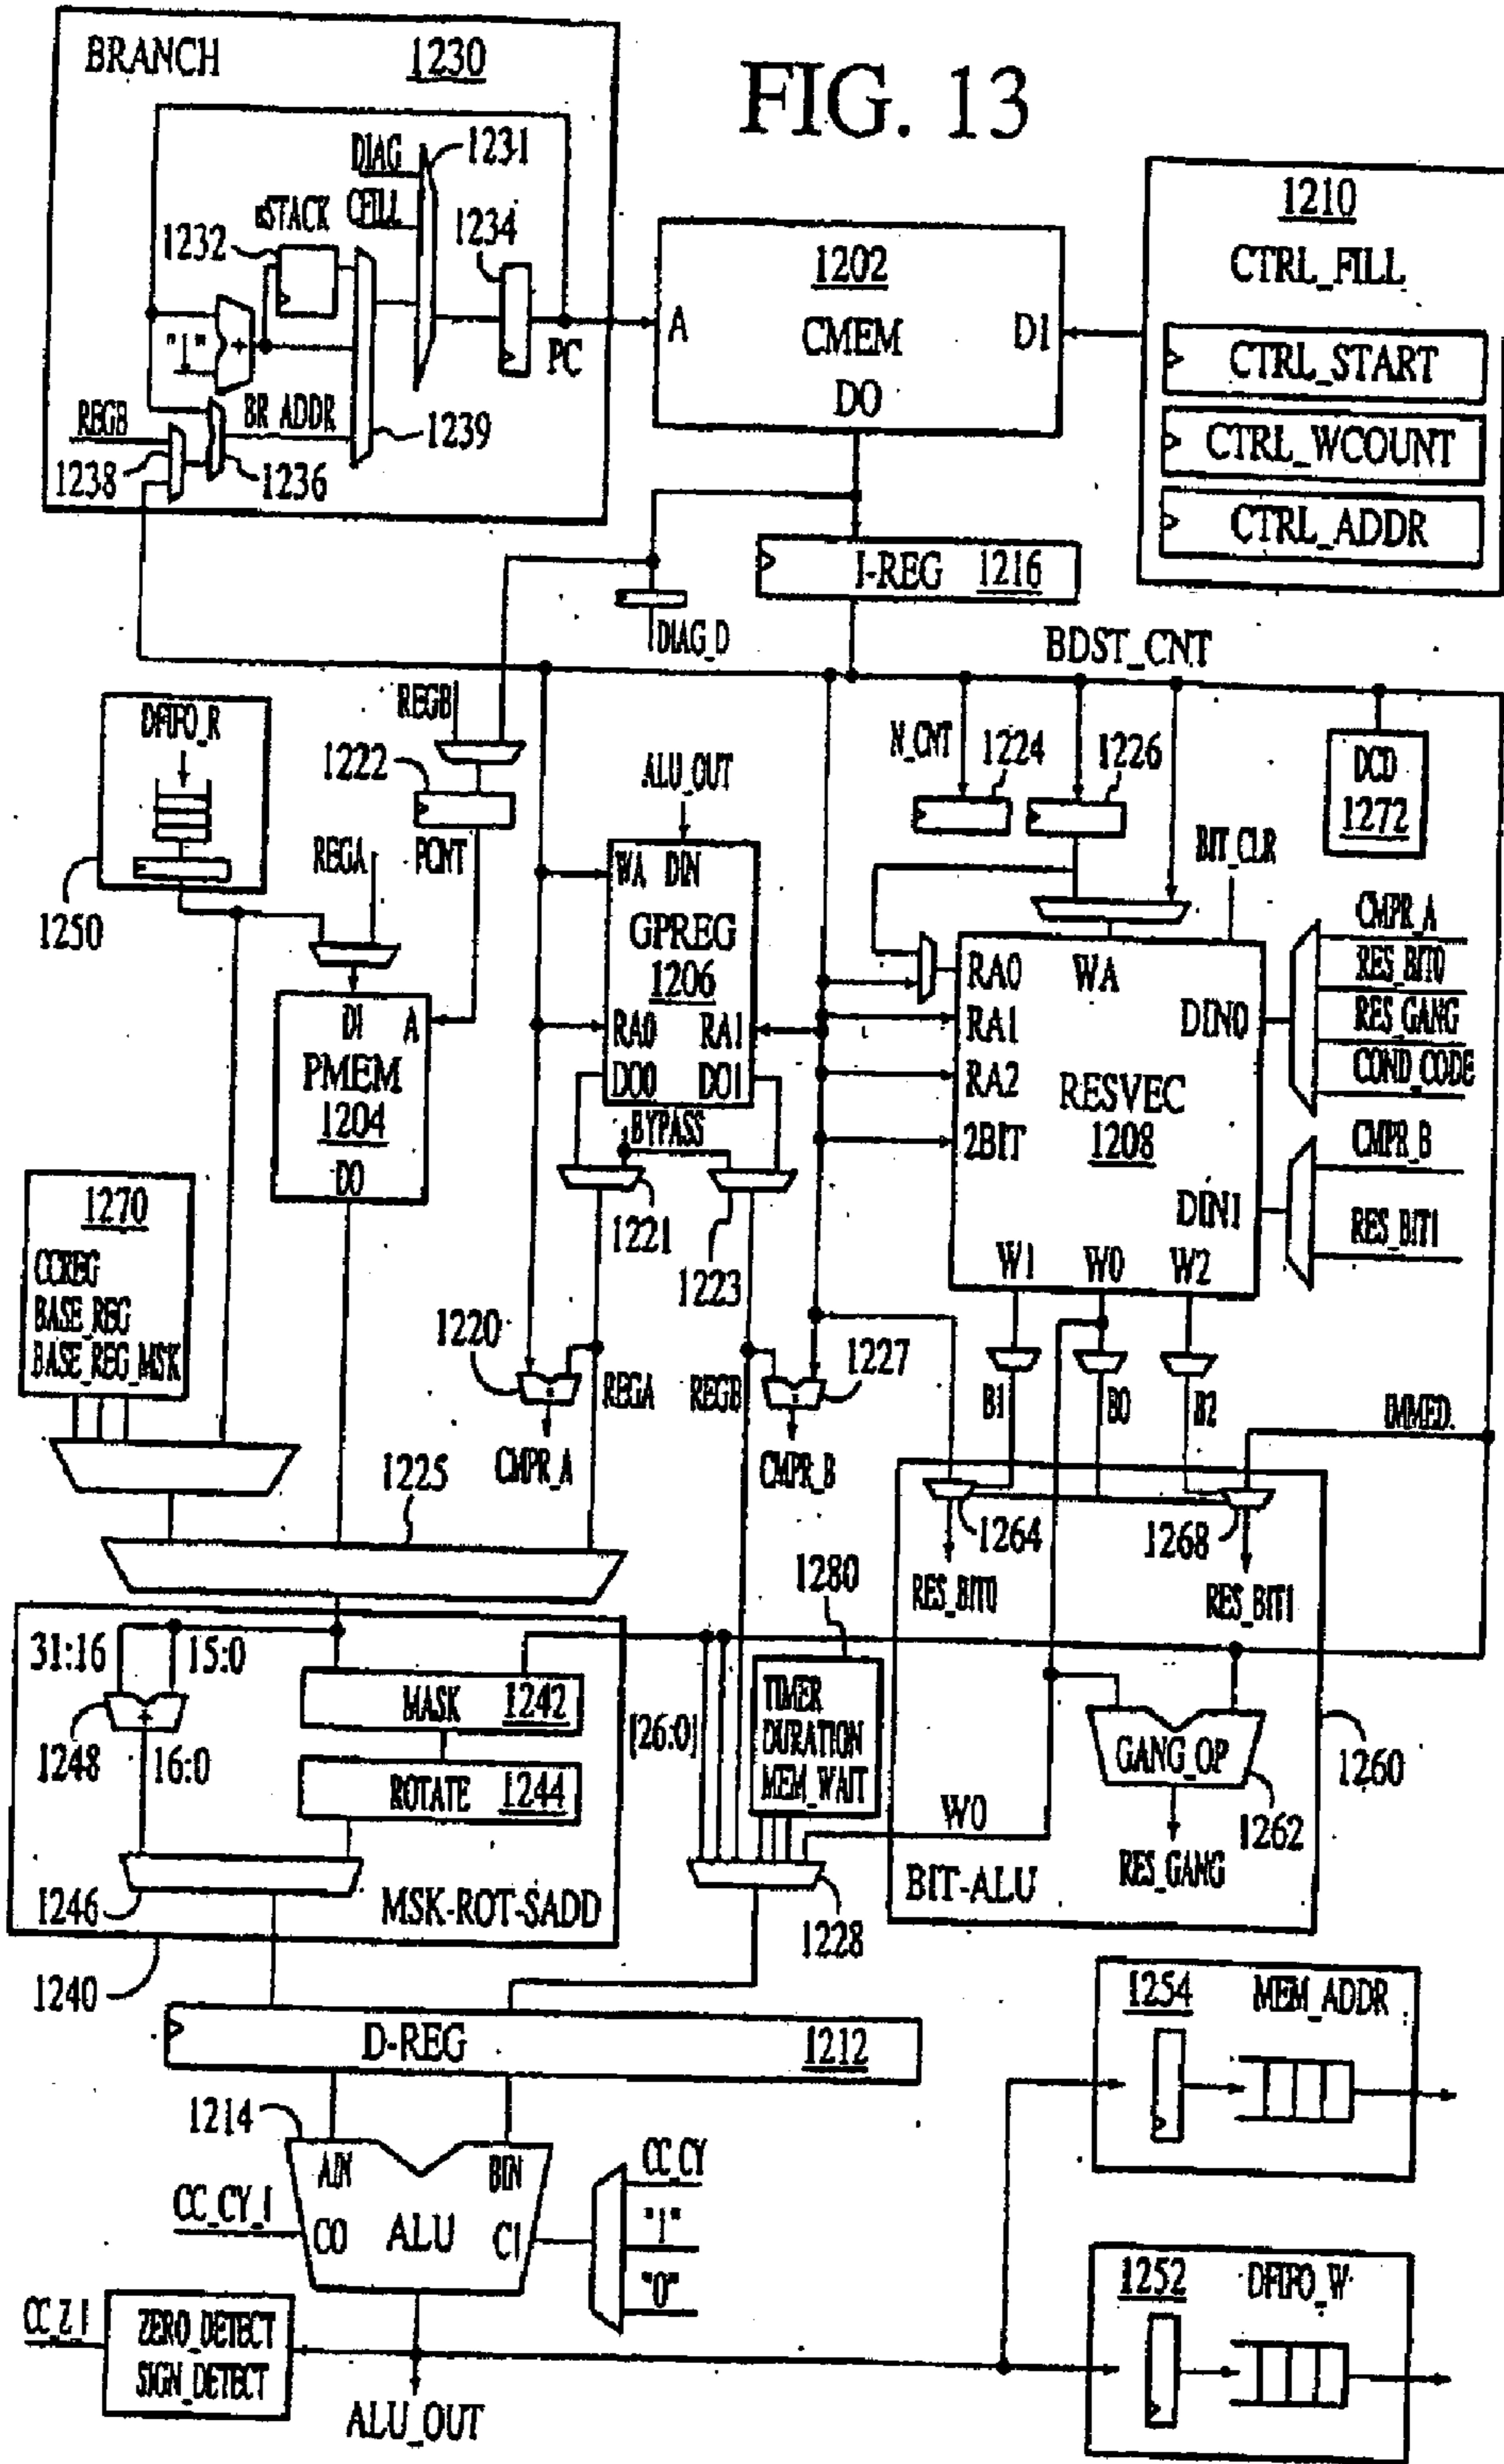 FIG. 13
BRANCH 1230
DIAG
1231
uSTACK CFILL
1232
1234
"1"
+
PC
REGB
BR ADDR
1239
1238
1236
1202
CMEM
A
DI
DO
1210
CTRL_FILL
CTRL_START
CTRL_WCOUNT
CTRL_ADDR
I-REG 1216
DIAG_D
BDST_CNT
DFIFO_R
1250
REGB
1222
REGA
PCNT
ALU_OUT
N_CNT
1224
1226
DCD
1272
BIT_CLR
WA DIN
GPREG
1206
RA0 RA1
DO0 DO1
BYPASS
1221
1223
DI A
PMEM
1204
DO
RA0 WA
RA1
RA2
2BIT
RESVEC
1208
DIN0
DIN1
W1 W0 W2
CMPR_A
RES_BIT0
RES_GANG
COND_CODE
CMPR_B
RES_BIT1
1270
CCREG
BASE_REG
BASE_REG_MSK
1220
REGA
CMPR_A
REGB
1227
CMPR_B
B1
B0
B2
IMMED.
1225
1264
1268
RES_BIT0
RES_BIT1
1280
TIMER
DURATION
MEM_WAIT
[26:0]
31:16
15:0
+
1248
16:0
MASK 1242
ROTATE 1244
1246
MSK-ROT-SADD
1240
W0
GANG_OP
1262
RES_GANG
1260
BIT-ALU
1228
D-REG 1212
1214
AIN BIN
CO ALU CI
CC_CY_I
CC_CY
"1"
"0"
CC_Z_I
ZERO_DETECT
SIGN_DETECT
ALU_OUT
1254 MEM_ADDR
1252 DFIFO_W